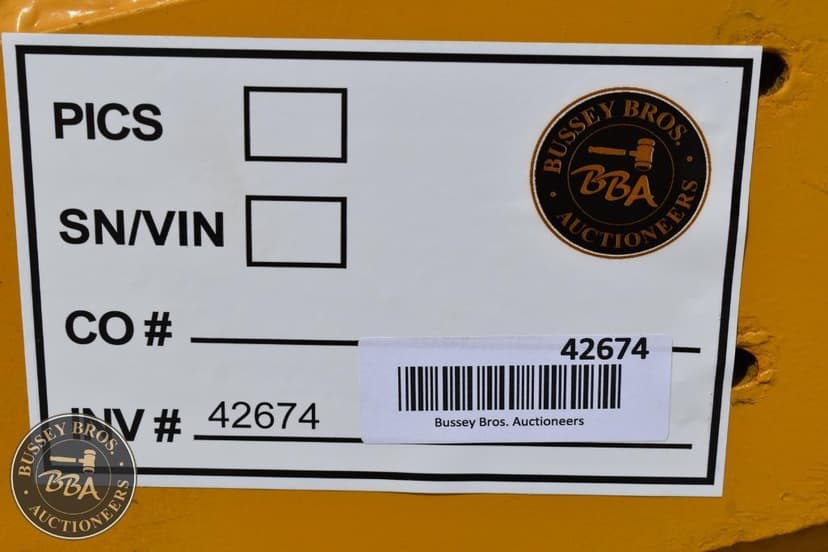 PICS
BUSSEY BROS.
BBA
AUCTIONEERS
SN/VIN
CO #
42674
Bussey Bros. Auctioneers
INV # 42674
BUSSEY BROS.
BBA
AUCTIONEERS